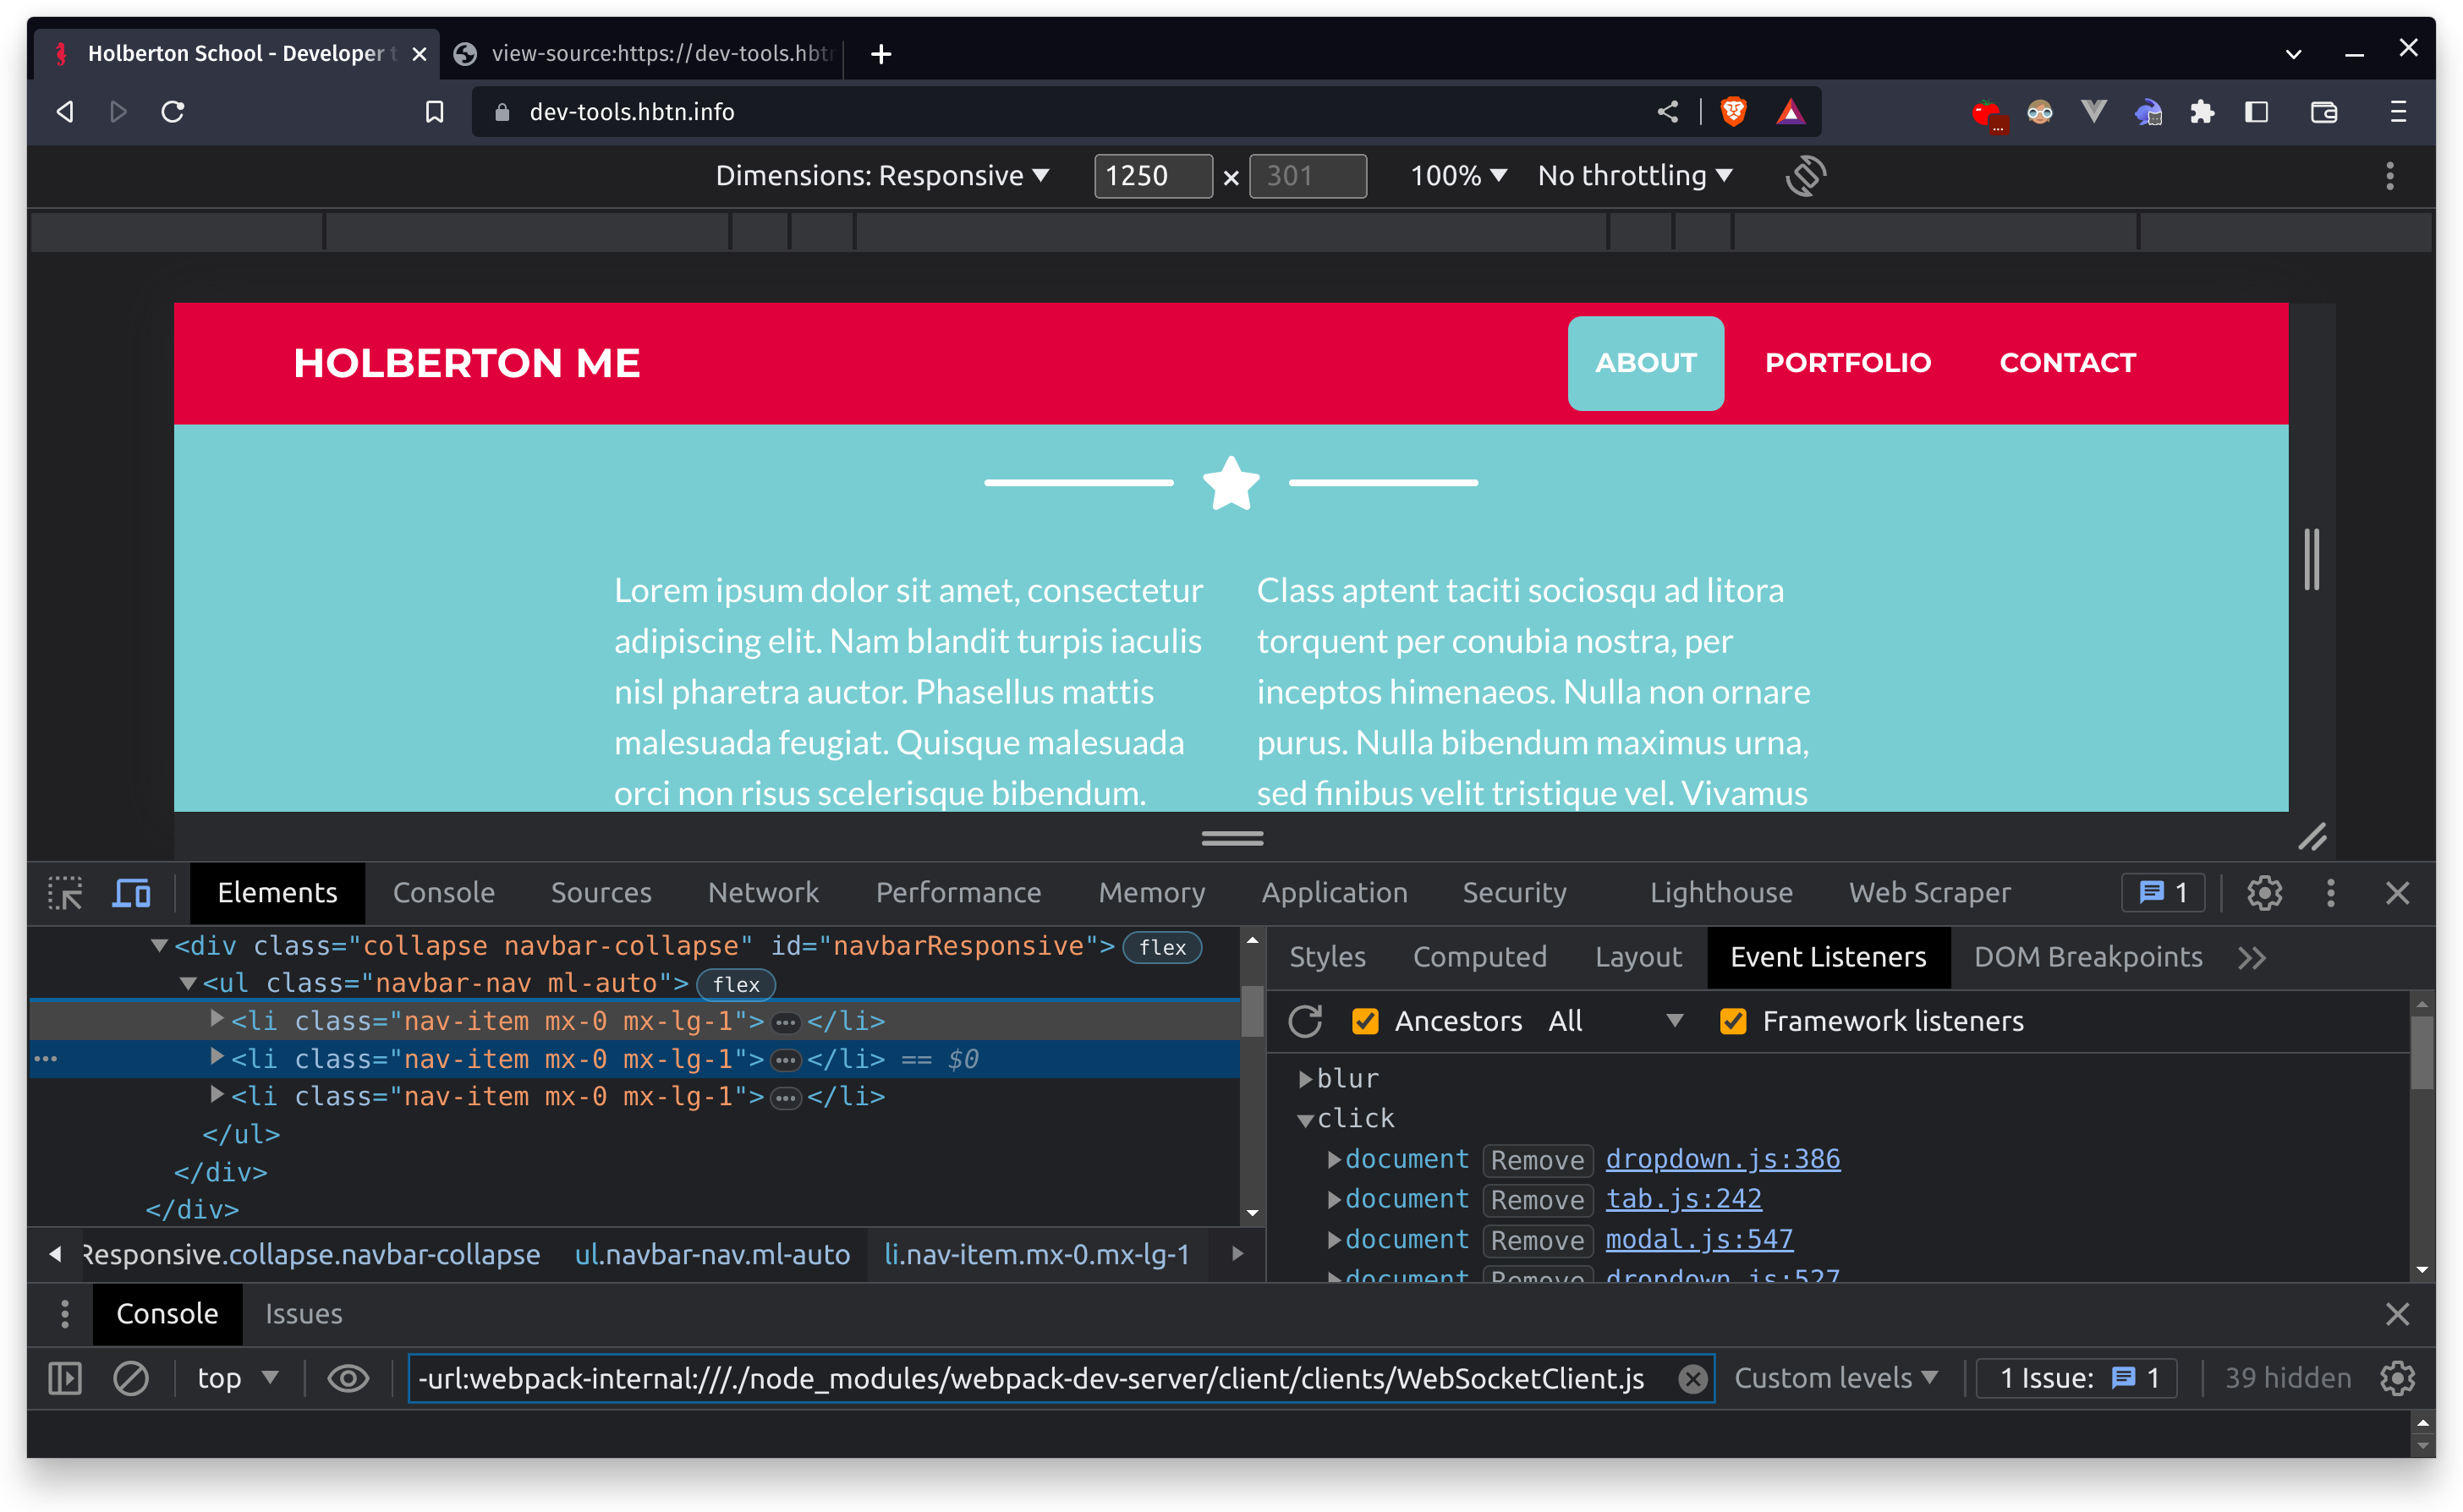 Holberton School - Developer t
view-source:https://dev-tools.hbtn
dev-tools.hbtn.info
Dimensions: Responsive 1250 × 301 100% No throttling
HOLBERTON ME ABOUT PORTFOLIO CONTACT
Lorem ipsum dolor sit amet, consectetur
adipiscing elit. Nam blandit turpis iaculis
nisl pharetra auctor. Phasellus mattis
malesuada feugiat. Quisque malesuada
orci non risus scelerisque bibendum.
Class aptent taciti sociosqu ad litora
torquent per conubia nostra, per
inceptos himenaeos. Nulla non ornare
purus. Nulla bibendum maximus urna,
sed finibus velit tristique vel. Vivamus
Elements Console Sources Network Performance Memory Application Security Lighthouse Web Scraper 1
<div class="collapse navbar-collapse" id="navbarResponsive"> flex
<ul class="navbar-nav ml-auto"> flex
<li class="nav-item mx-0 mx-lg-1">…</li>
<li class="nav-item mx-0 mx-lg-1">…</li> == $0
<li class="nav-item mx-0 mx-lg-1">…</li>
</ul>
</div>
</div>
Responsive.collapse.navbar-collapse ul.navbar-nav.ml-auto li.nav-item.mx-0.mx-lg-1
Styles Computed Layout Event Listeners DOM Breakpoints
Ancestors All Framework listeners
blur
click
document Remove dropdown.js:386
document Remove tab.js:242
document Remove modal.js:547
document Remove dropdown.js:527
Console Issues
top -url:webpack-internal:///./node_modules/webpack-dev-server/client/clients/WebSocketClient.js Custom levels 1 Issue: 1 39 hidden